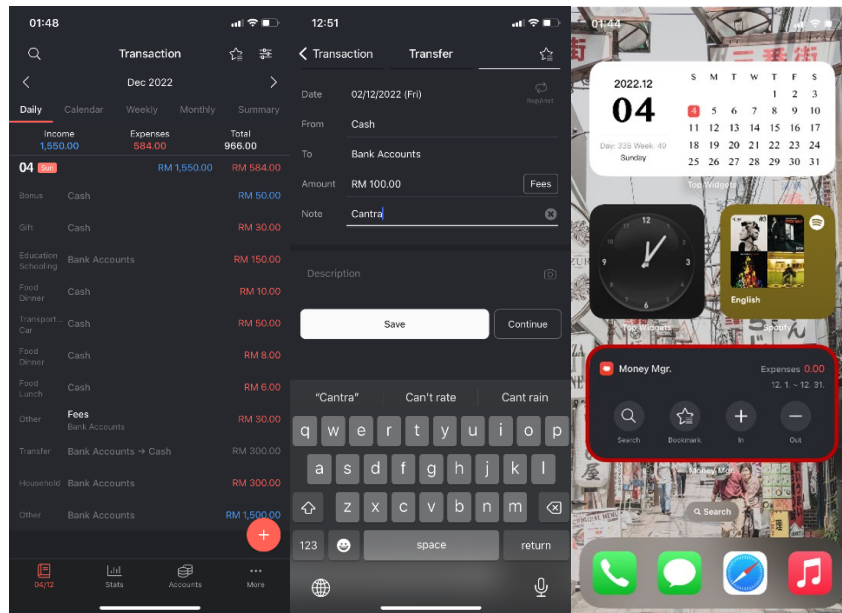 01:48
Transaction
Dec 2022
Daily Calendar Weekly Monthly Summary
Income Expenses Total
1,550.00 584.00 966.00
04 Sun RM 1,550.00 RM 584.00
Bonus Cash RM 50.00
Gift Cash RM 30.00
Education
Schooling
Bank Accounts RM 150.00
Food
Dinner
Cash RM 10.00
Transport...
Car
Cash RM 50.00
Food
Dinner
Cash RM 8.00
Food
Lunch
Cash RM 6.00
Other Fees RM 30.00
Bank Accounts
Transfer Bank Accounts → Cash RM 300.00
Household Bank Accounts RM 300.00
Other Bank Accounts RM 1,500.00
+
04/12 Stats Accounts More
12:51
Transaction Transfer
Date 02/12/2022 (Fri) Rep/Inst
From Cash
To Bank Accounts
Amount RM 100.00 Fees
Note Cantra
Description
Save Continue
"Cantra" Can't rate Cant rain
q w e r t y u i o p
a s d f g h j k l
z x c v b n m
123 space return
01:44
2022.12
04
Day: 338 Week: 49
Sunday
S M T W T F S
1 2 3
4 5 6 7 8 9 10
11 12 13 14 15 16 17
18 19 20 21 22 23 24
25 26 27 28 29 30 31
Top Widgets
12
3
6
9
English
Top Widgets Spotify
Money Mgr. Expenses 0.00
12. 1. ~ 12. 31.
Search Bookmark In Out
Money Mgr.
Search